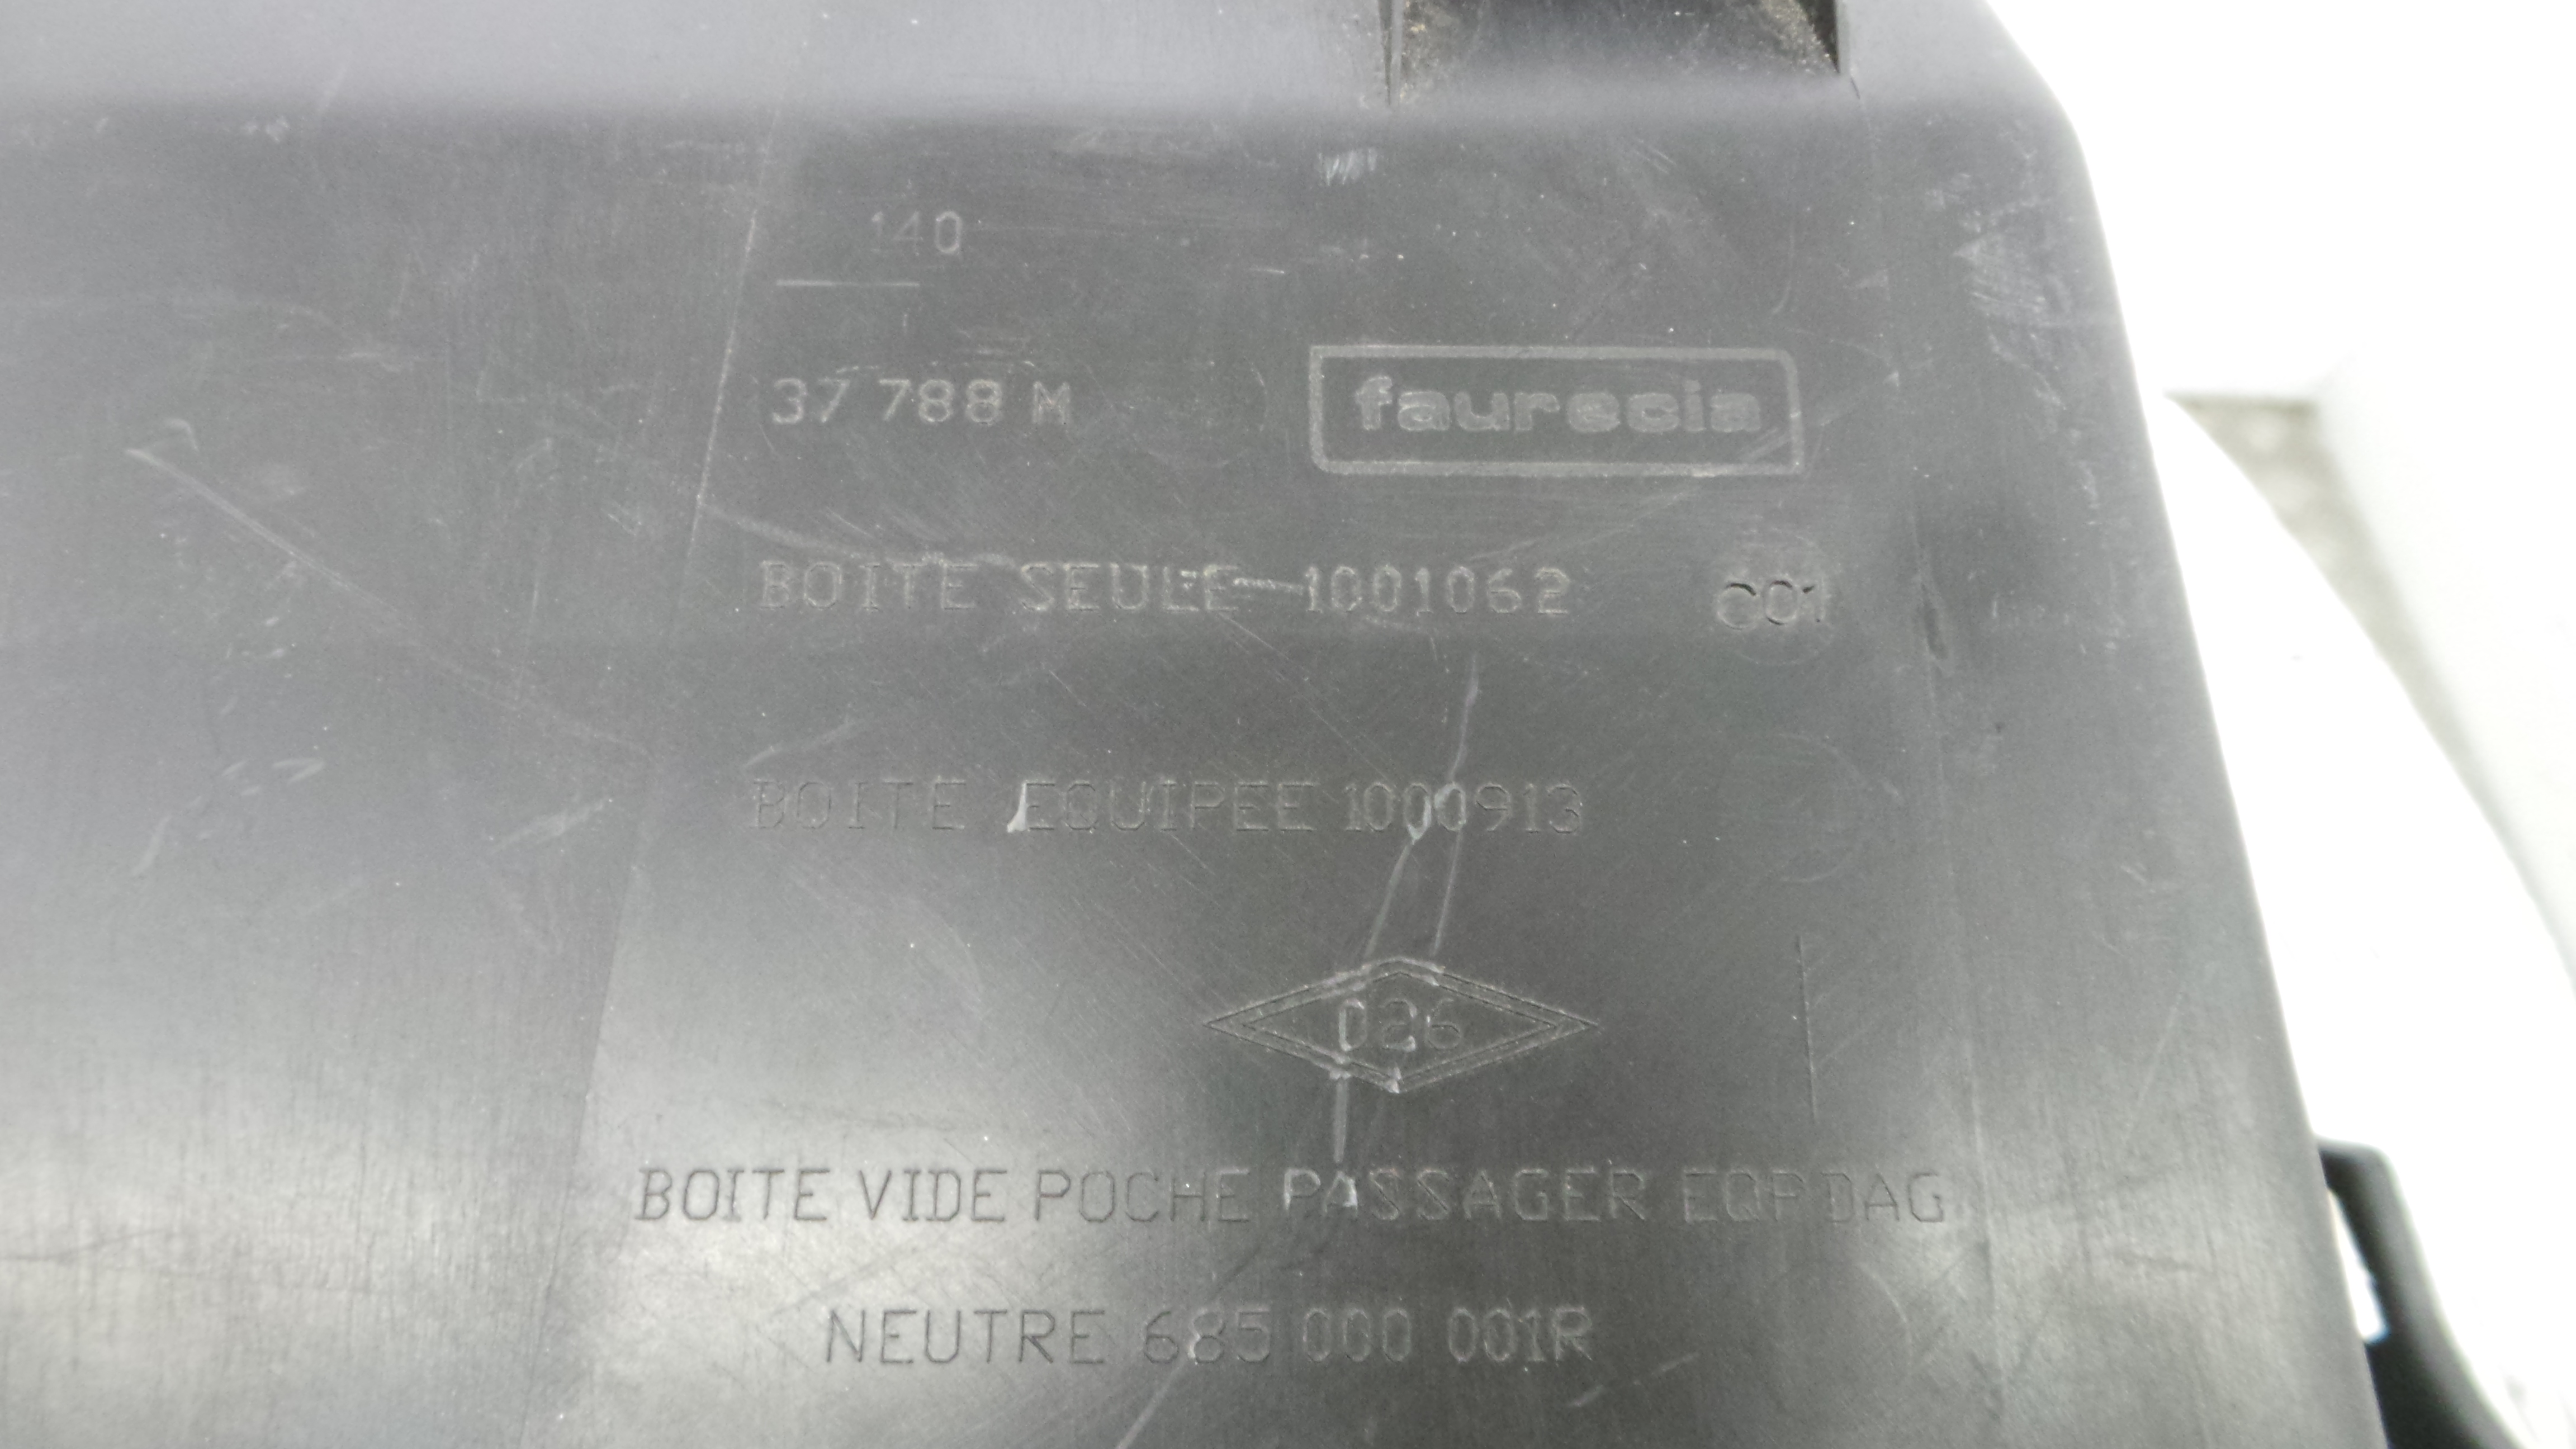 140
37 788 M
faurecia
BOITE SEULE 1001062
C01
BOITE EQUIPEE 1000913
026
BOITE VIDE POCHE PASSAGER EQP DAG
NEUTRE 685 000 001R